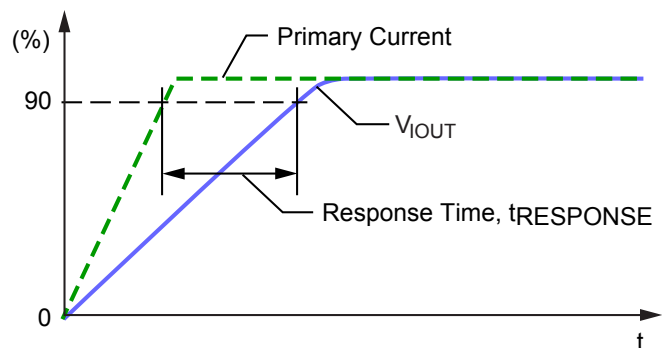 (%)
Primary Current
90
VIOUT
Response Time, tRESPONSE
0
t